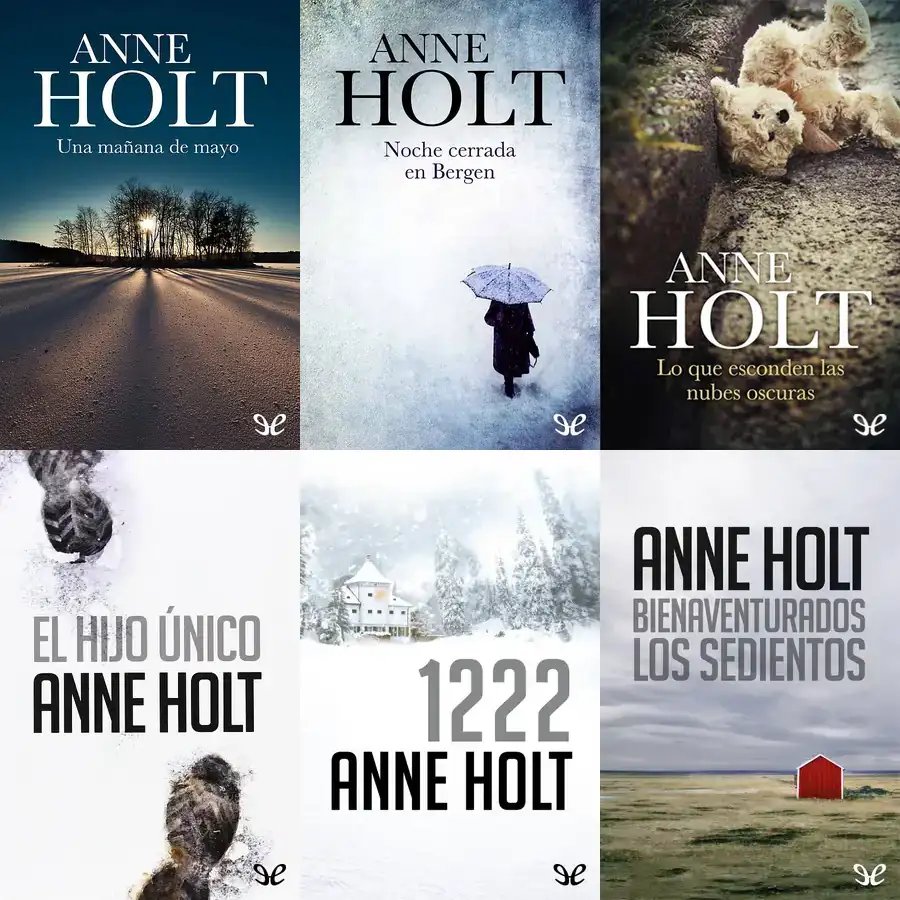 ANNE
HOLT
Una mañana de mayo
ANNE
HOLT
Noche cerrada
en Bergen
ANNE
HOLT
Lo que esconden las
nubes oscuras
EL HIJO ÚNICO
ANNE HOLT
1222
ANNE HOLT
ANNE HOLT
BIENAVENTURADOS
LOS SEDIENTOS